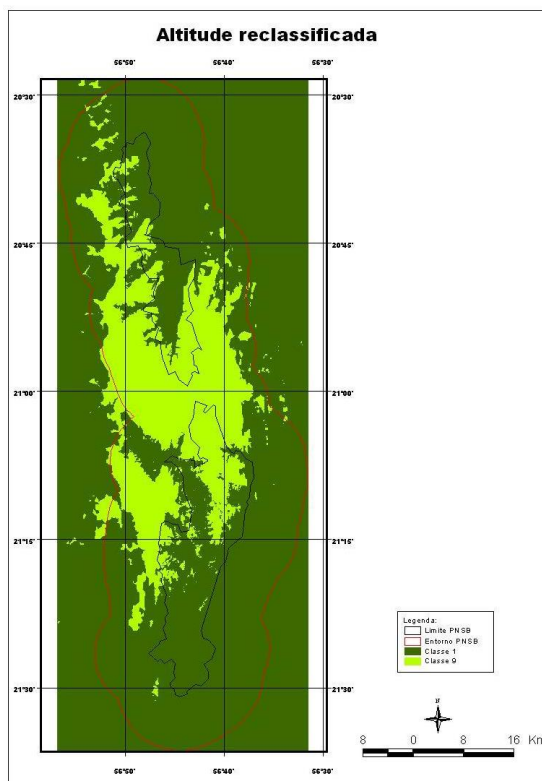 Altitude reclassificada
56°50' 56°40' 56°30'
20°30' 20°30'
20°45' 20°45'
21°00' 21°00'
21°15' 21°15'
21°30' 21°30'
56°50' 56°40' 56°30'
Legenda:
Limite PNSB
Entorno PNSB
Classe 1
Classe 9
N
8 0 8 16 Km